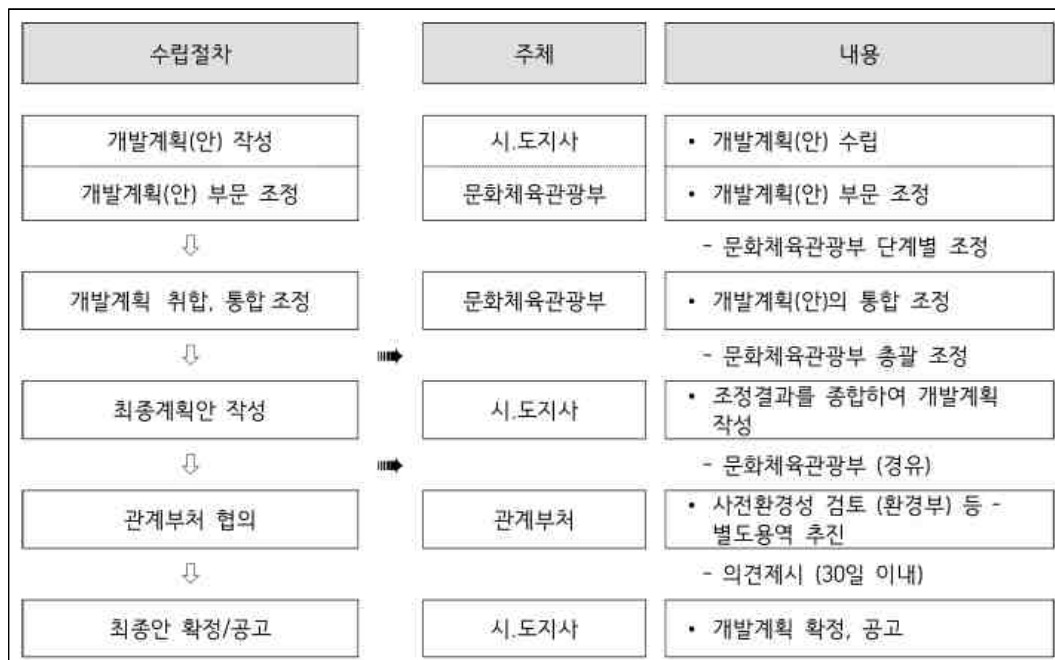 수립절차 주체 내용
개발계획(안) 작성 시.도지사 • 개발계획(안) 수립
개발계획(안) 부문 조정 문화체육관광부 • 개발계획(안) 부문 조정
- 문화체육관광부 단계별 조정
개발계획 취합, 통합 조정 문화체육관광부 • 개발계획(안)의 통합 조정
- 문화체육관광부 총괄 조정
최종계획안 작성 시.도지사 • 조정결과를 종합하여 개발계획
작성
- 문화체육관광부 (경유)
관계부처 협의 관계부처 • 사전환경성 검토 (환경부) 등 -
별도용역 추진
- 의견제시 (30일 이내)
최종안 확정/공고 시.도지사 • 개발계획 확정, 공고